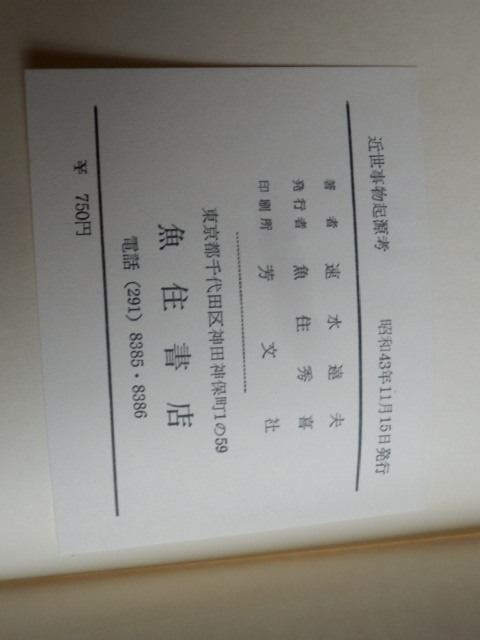 近世事物起源考
昭和43年11月15日発行
著者 速水遠夫
発行者 魚住秀喜
印刷所 芳文社
東京都千代田区神田神保町1の59
魚住書店
電話 (291) 8385・8386
¥ 750円